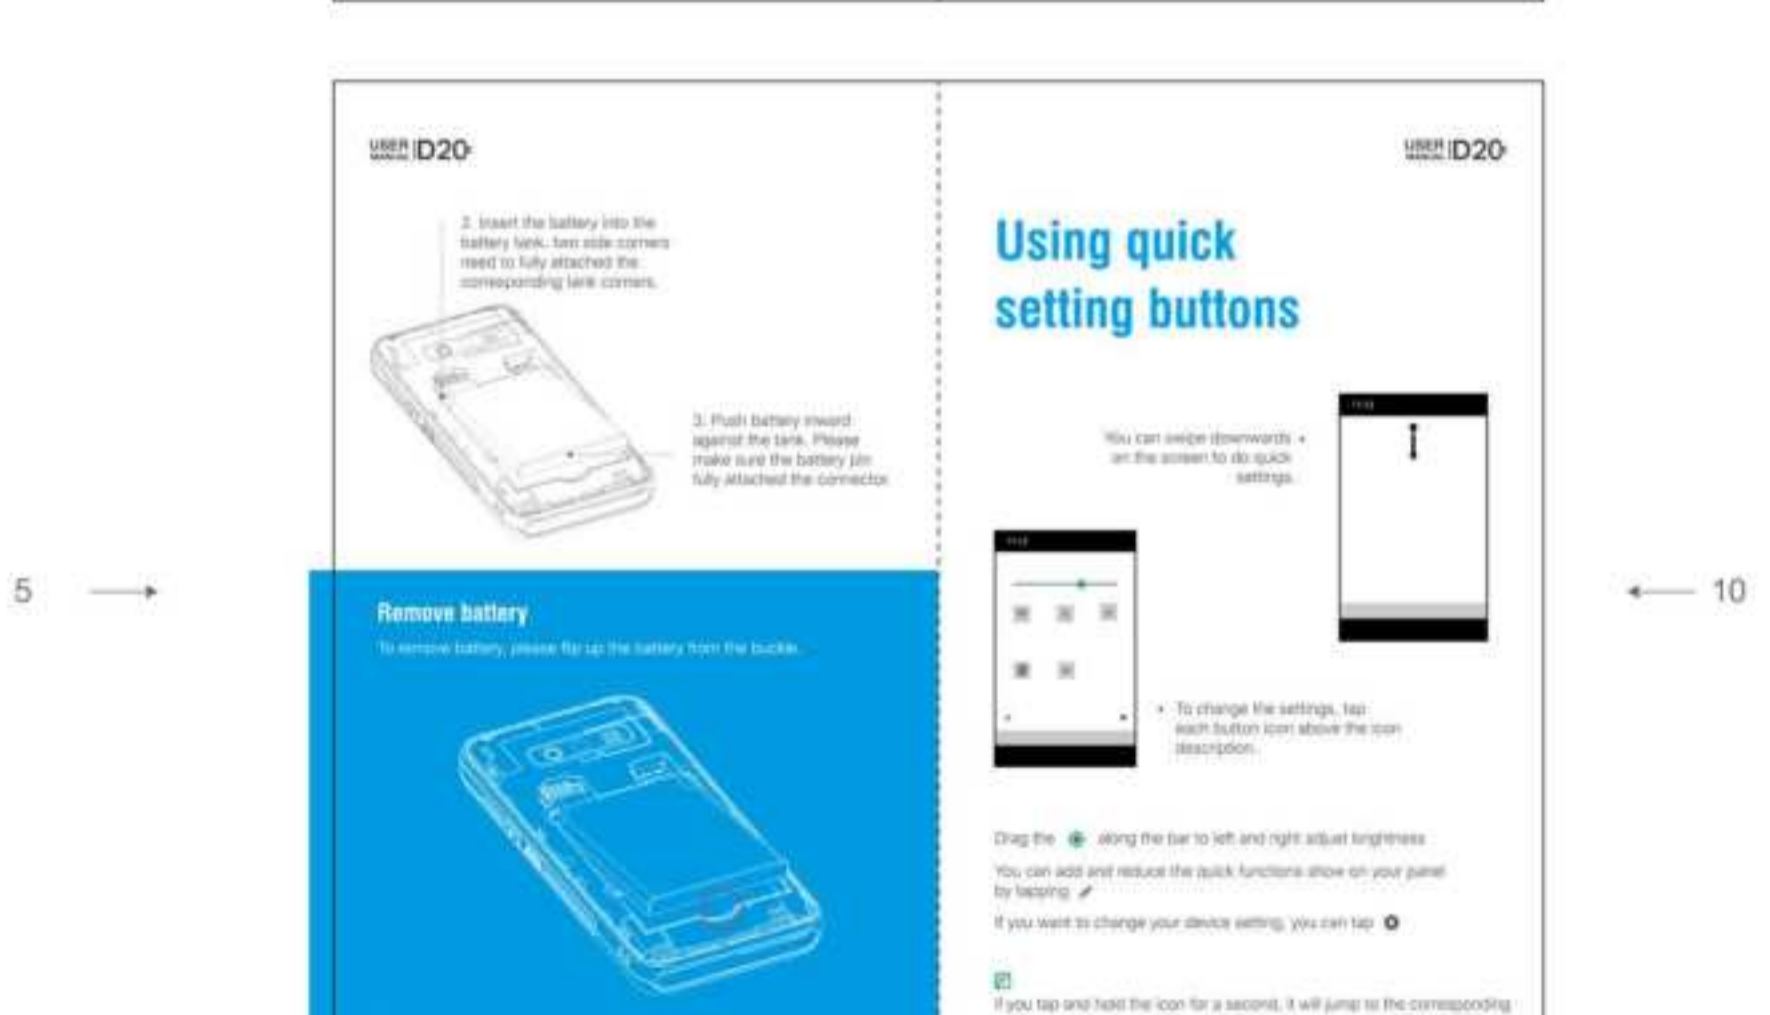 USER MANUAL D20
2. Insert the battery into the
battery tank, two side corners
need to fully attached the
corresponding tank corners.
3. Push battery inward
against the tank. Please
make sure the battery pin
fully attached the connector.
5
Remove battery
To remove battery, please flip up the battery from the buckle.
USER MANUAL D20
Using quick
setting buttons
You can swipe downwards
on the screen to do quick
settings.
10
To change the settings, tap
each button icon above the icon
description.
Drag the along the bar to left and right adjust brightness
You can add and reduce the quick functions show on your panel
by tapping
If you want to change your device setting, you can tap
If you tap and hold the icon for a second, it will jump to the corresponding